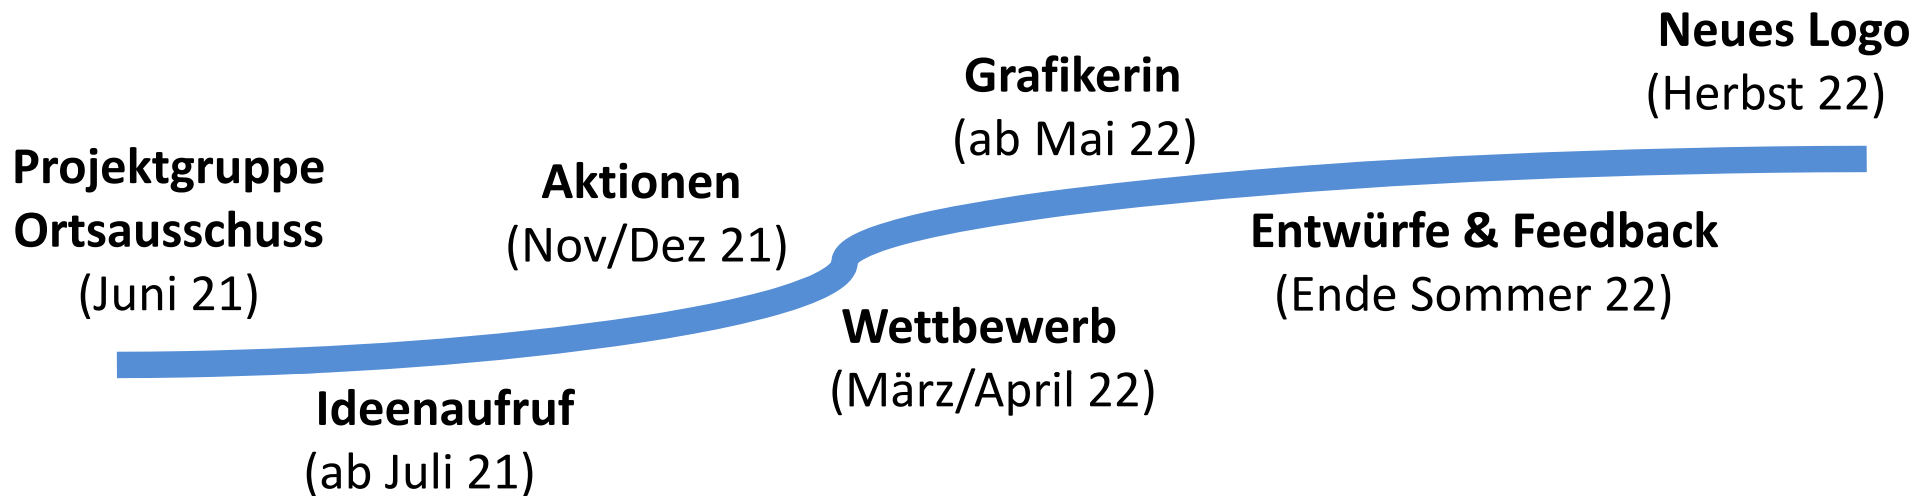 Projektgruppe
Ortsausschuss
(Juni 21)
Ideenaufruf
(ab Juli 21)
Aktionen
(Nov/Dez 21)
Wettbewerb
(März/April 22)
Grafikerin
(ab Mai 22)
Entwürfe & Feedback
(Ende Sommer 22)
Neues Logo
(Herbst 22)